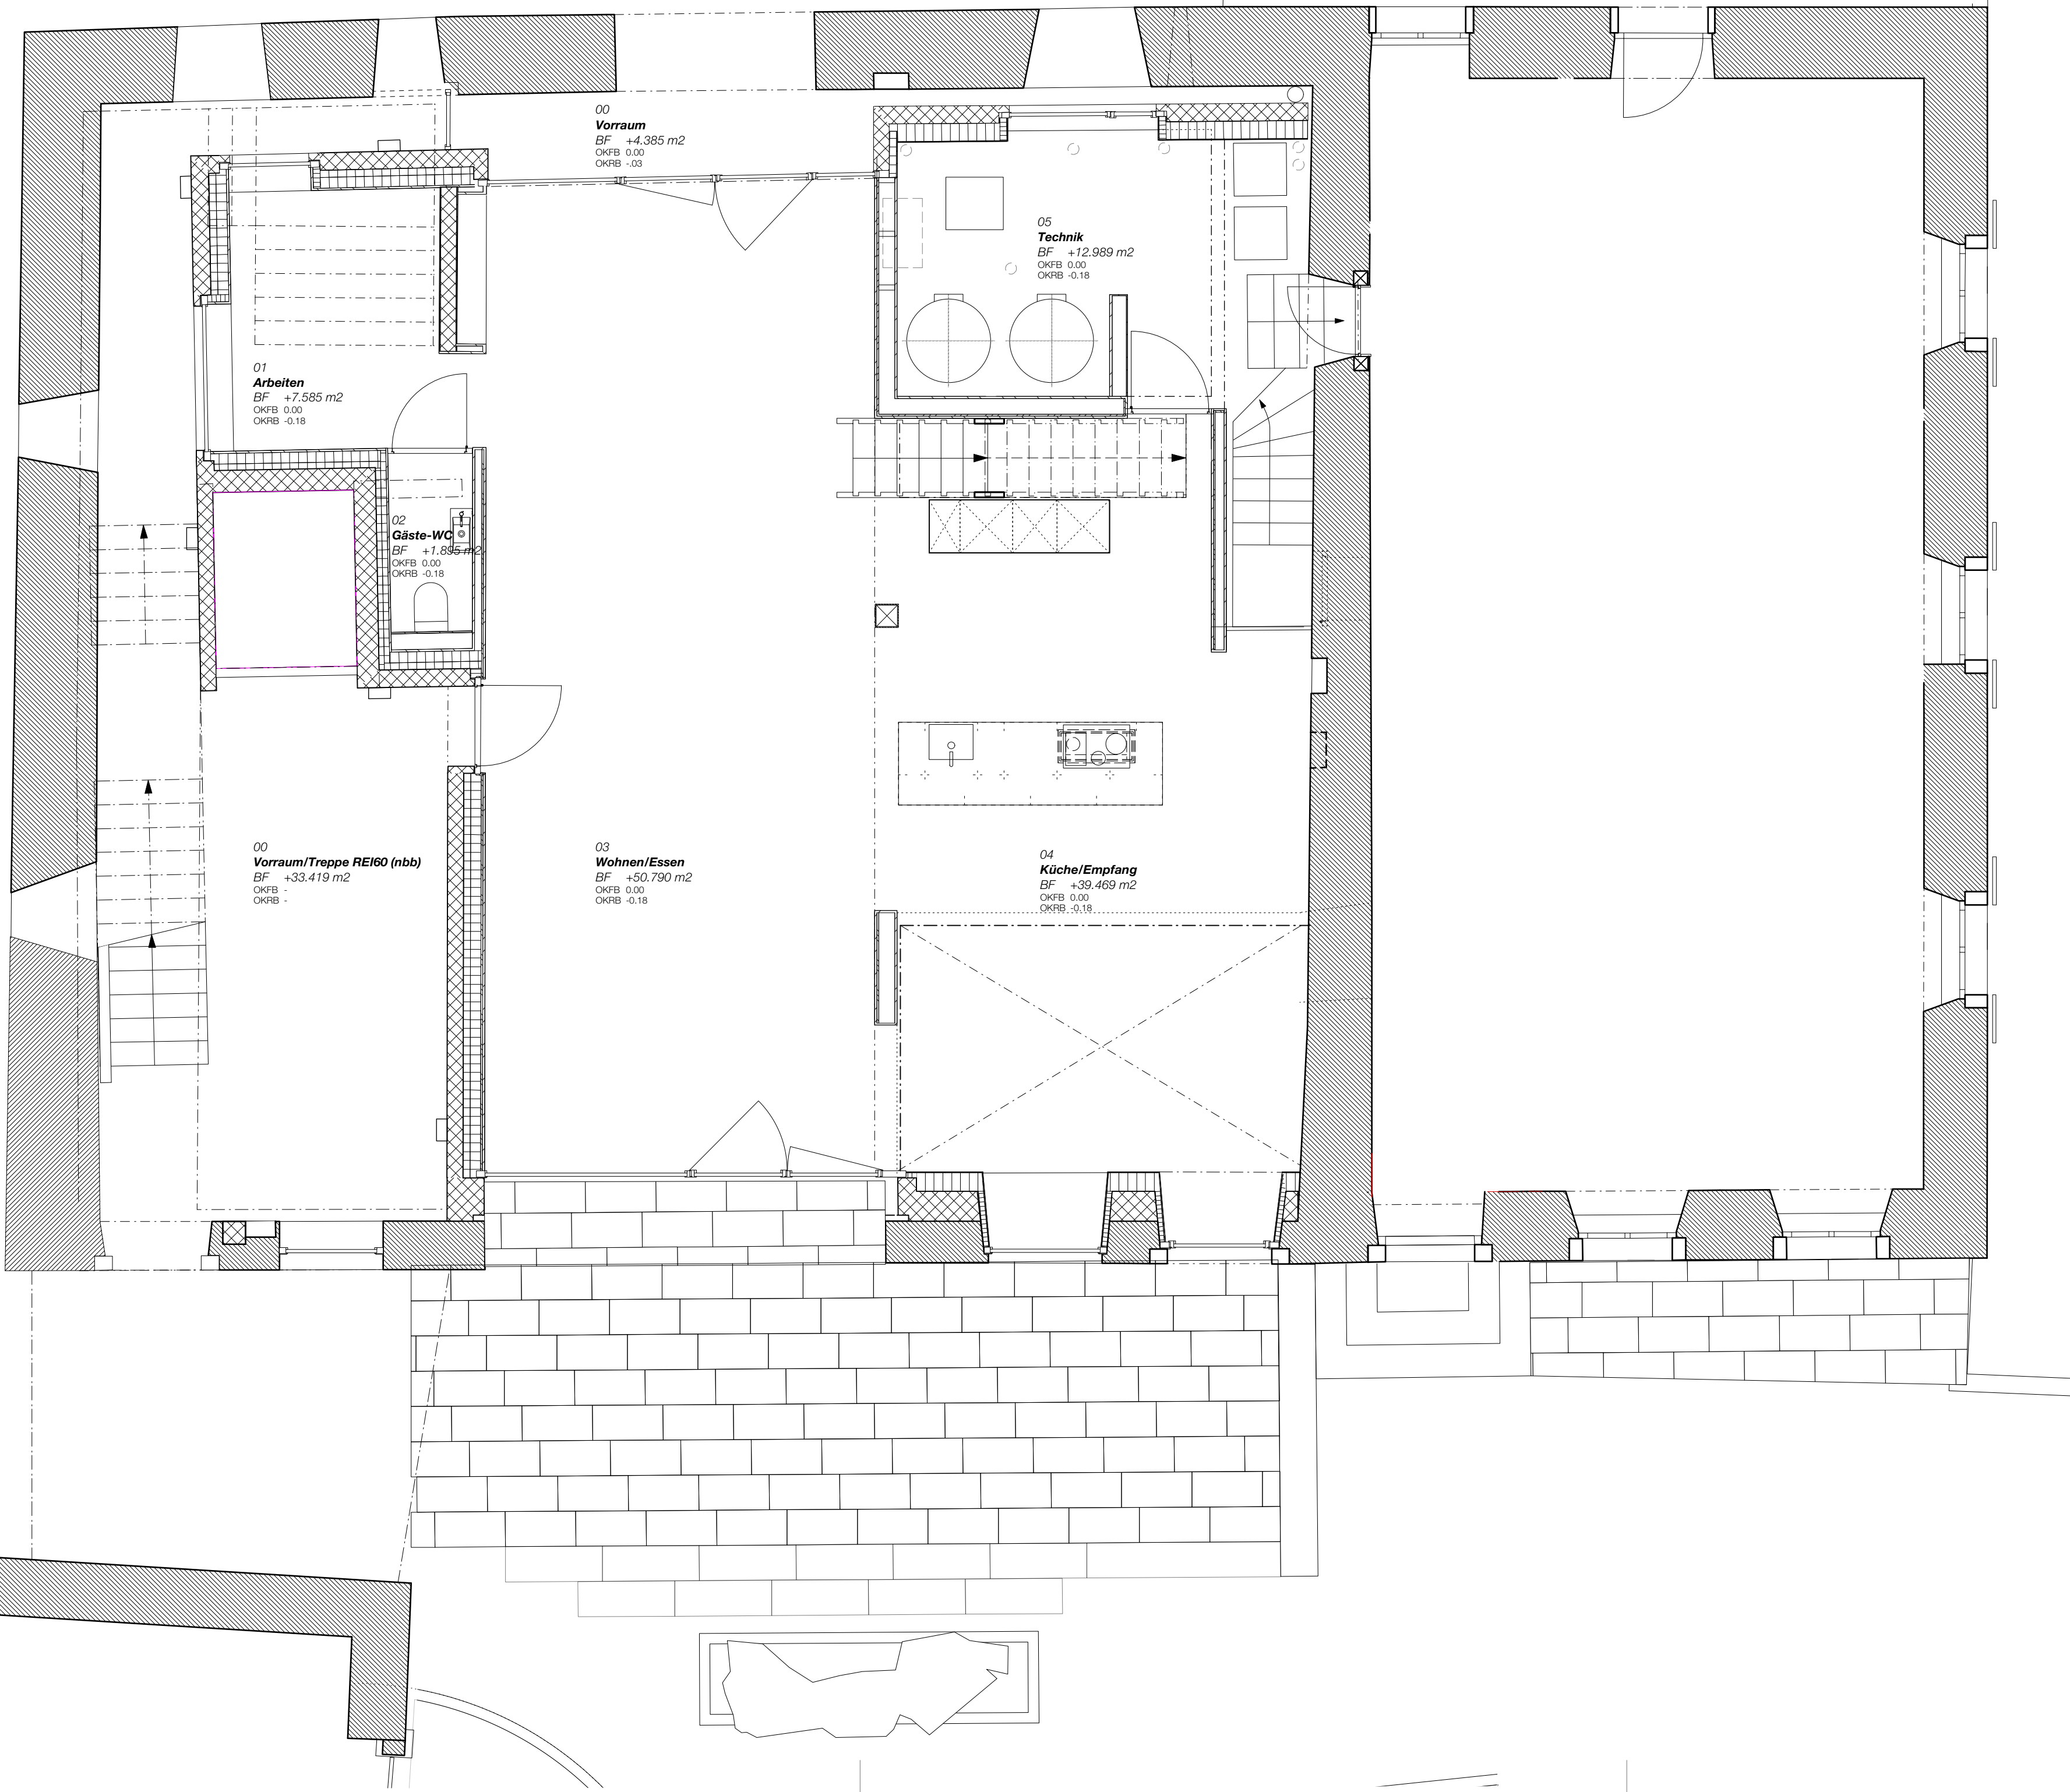 00
Vorraum
BF +4.385 m2
OKFB 0.00
OKRB -.03
05
Technik
BF +12.989 m2
OKFB 0.00
OKRB -0.18
01
Arbeiten
BF +7.585 m2
OKFB 0.00
OKRB -0.18
02
Gäste-WC
BF +1.895 m2
OKFB 0.00
OKRB -0.18
00
Vorraum/Treppe REI60 (nbb)
BF +33.419 m2
OKFB -
OKRB -
03
Wohnen/Essen
BF +50.790 m2
OKFB 0.00
OKRB -0.18
04
Küche/Empfang
BF +39.469 m2
OKFB 0.00
OKRB -0.18